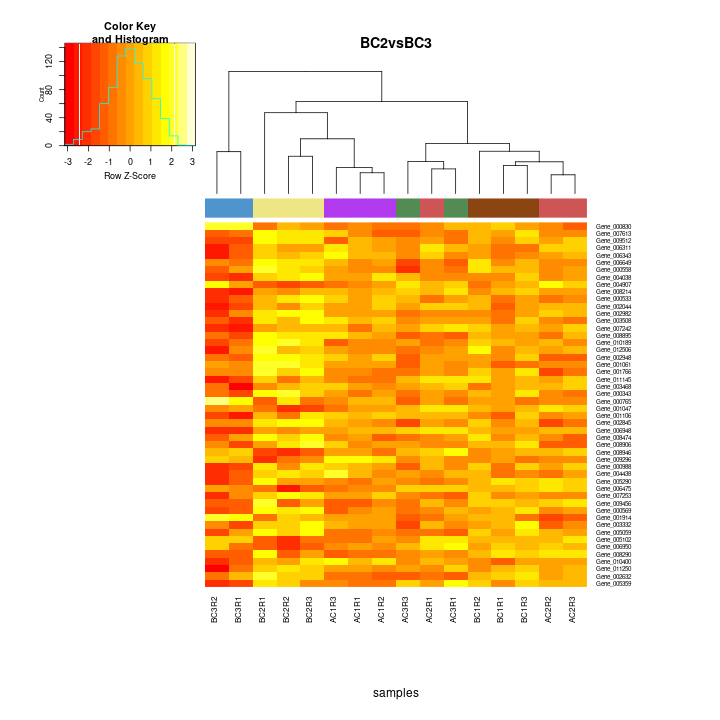 Color Key
and Histogram
Count
0 40 80 120
-3 -2 -1 0 1 2 3
Row Z-Score
BC2vsBC3
Gene_000830
Gene_007613
Gene_009512
Gene_006311
Gene_006343
Gene_006649
Gene_000558
Gene_004038
Gene_004907
Gene_008214
Gene_000533
Gene_002044
Gene_002982
Gene_003508
Gene_007242
Gene_008895
Gene_010189
Gene_012506
Gene_002948
Gene_001061
Gene_001766
Gene_011145
Gene_003468
Gene_000343
Gene_000765
Gene_001047
Gene_001106
Gene_002845
Gene_006948
Gene_008474
Gene_008906
Gene_008946
Gene_009296
Gene_000988
Gene_004438
Gene_005290
Gene_006475
Gene_007253
Gene_009456
Gene_000569
Gene_001914
Gene_003332
Gene_005059
Gene_005102
Gene_006950
Gene_008290
Gene_010400
Gene_011250
Gene_002632
Gene_005359
BC3R2 BC3R1 BC2R1 BC2R2 BC2R3 AC1R3 AC1R1 AC1R2 AC3R3 AC2R1 AC3R1 BC1R2 BC1R1 BC1R3 AC2R2 AC2R3
samples